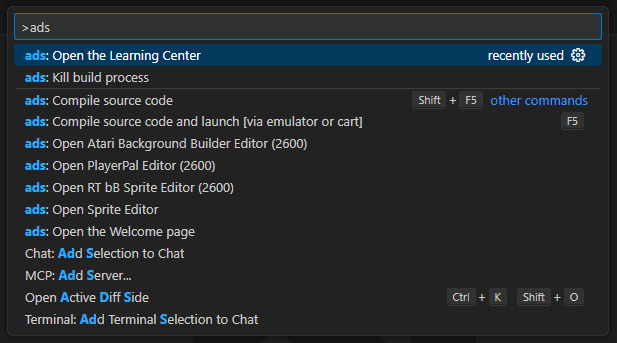 >ads
ads: Open the Learning Center recently used
ads: Kill build process
ads: Compile source code Shift + F5 other commands
ads: Compile source code and launch [via emulator or cart] F5
ads: Open Atari Background Builder Editor (2600)
ads: Open PlayerPal Editor (2600)
ads: Open RT bB Sprite Editor (2600)
ads: Open Sprite Editor
ads: Open the Welcome page
Chat: Add Selection to Chat
MCP: Add Server...
Open Active Diff Side Ctrl + K Shift + O
Terminal: Add Terminal Selection to Chat